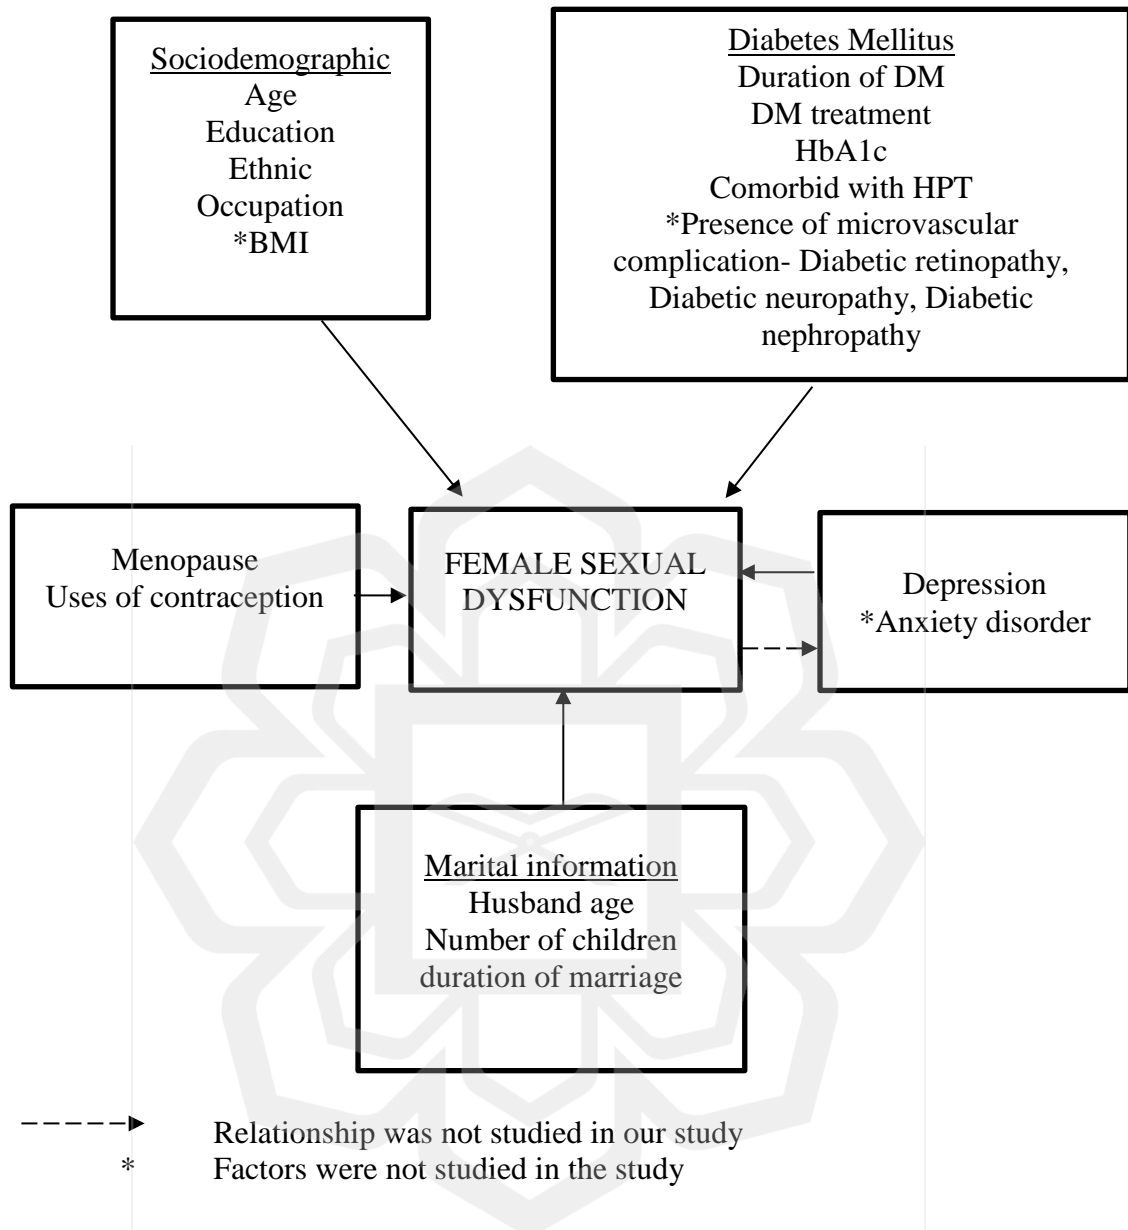 Sociodemographic
Age
Education
Ethnic
Occupation
*BMI
Diabetes Mellitus
Duration of DM
DM treatment
HbA1c
Comorbid with HPT
*Presence of microvascular
complication- Diabetic retinopathy,
Diabetic neuropathy, Diabetic
nephropathy
Menopause
Uses of contraception
FEMALE SEXUAL
DYSFUNCTION
Depression
*Anxiety disorder
Marital information
Husband age
Number of children
duration of marriage
Relationship was not studied in our study
* Factors were not studied in the study